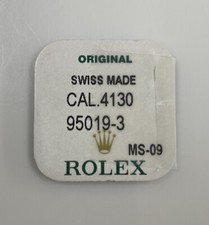 ORIGINAL
SWISS MADE
CAL.4130
95019-3
MS-09
ROLEX